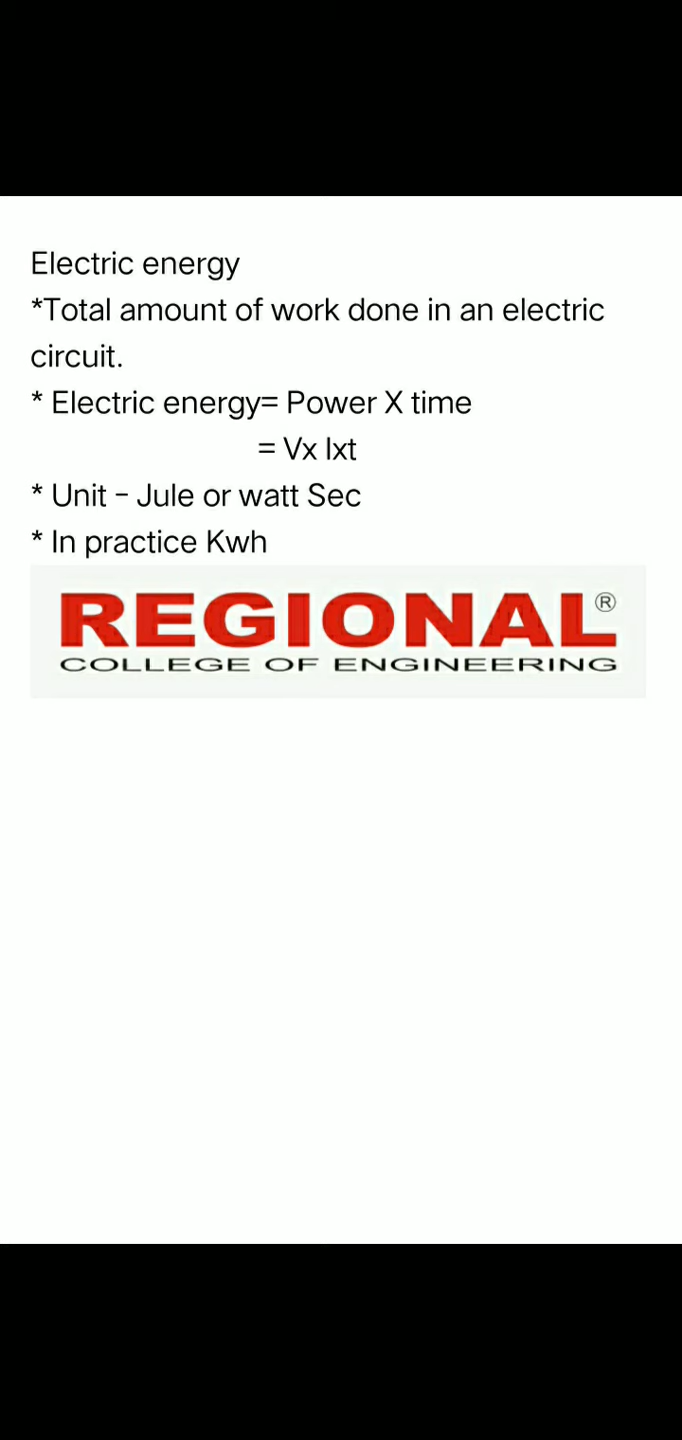 Electric energy
*Total amount of work done in an electric
circuit.
* Electric energy= Power X time
= Vx Ixt
* Unit - Jule or watt Sec
* In practice Kwh
REGIONAL®
COLLEGE OF ENGINEERING